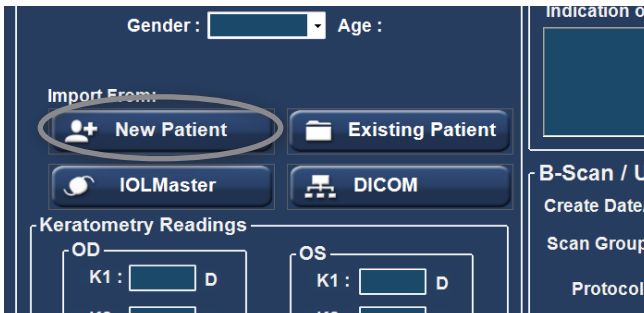 Indication o
Gender : Age :
Import From:
New Patient Existing Patient
IOLMaster DICOM
B-Scan / U
Create Date/
Keratometry Readings
Scan Group
OD OS
K1 : D K1 : D
Protocol